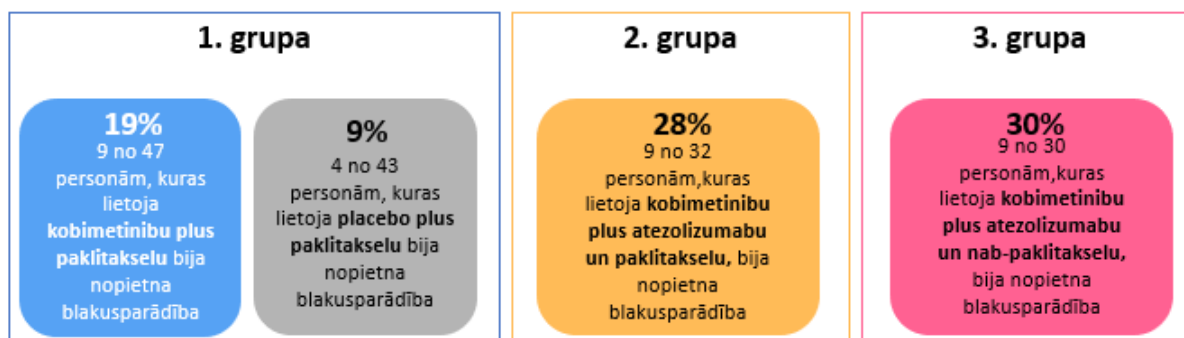 1. grupa
19%
9 no 47
personām, kuras
lietoja
kobimetinibu plus
paklitakselu bija
nopietna
blakusparādība
9%
4 no 43
personām, kuras
lietoja placebo plus
paklitakselu bija
nopietna
blakusparādība
2. grupa
28%
9 no 32
personām,kuras
lietoja kobimetinibu
plus atezolizumabu
un paklitakselu, bija
nopietna
blakusparādība
3. grupa
30%
9 no 30
personām,kuras
lietoja kobimetinibu
plus atezolizumabu
un nab-paklitakselu,
bija nopietna
blakusparādība